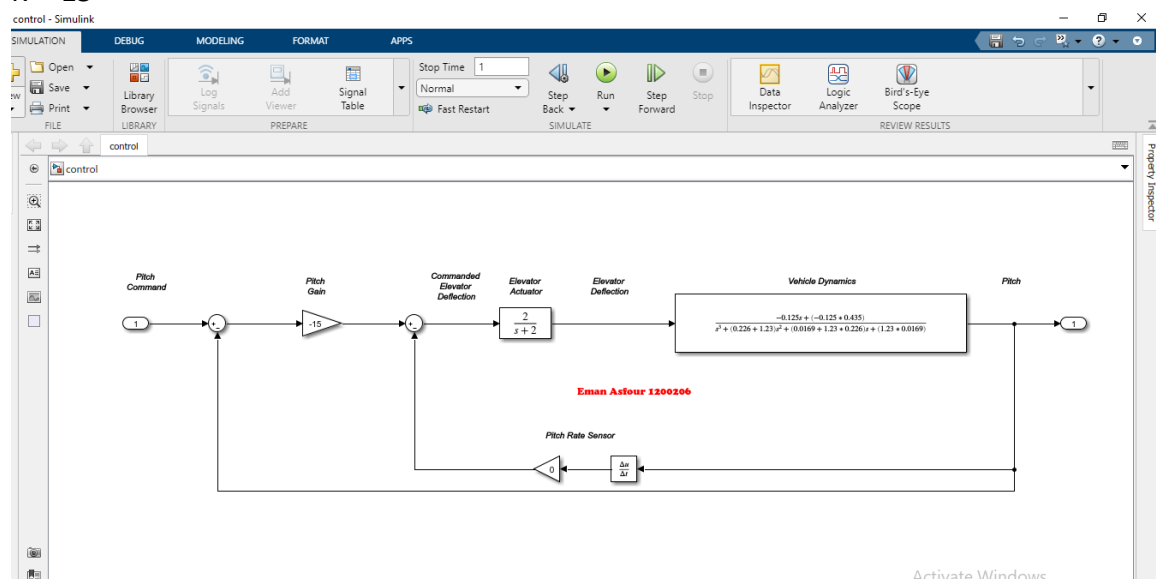 control - Simulink
SIMULATION DEBUG MODELING FORMAT APPS
Open
Save
Print
FILE
Library
Browser
LIBRARY
Log
Signals
Add
Viewer
Signal
Table
PREPARE
Stop Time 1
Normal
Fast Restart
Step
Back
Run
Step
Forward
Stop
SIMULATE
Data
Inspector
Logic
Analyzer
Bird's-Eye
Scope
REVIEW RESULTS
control
control
Property Inspector
Pitch
Command
Pitch
Gain
Commanded
Elevator
Deflection
Elevator
Actuator
Elevator
Deflection
Vehicle Dynamics
Pitch
1
+_
-15
+_
2
s + 2
−0.125s + (−0.125 * 0.435)
s³ + (0.226 + 1.23)s² + (0.0169 + 1.23 * 0.226)s + (1.23 * 0.0169)
1
Eman Asfour 1200206
Pitch Rate Sensor
0
Δu
Δt
Activate Windows